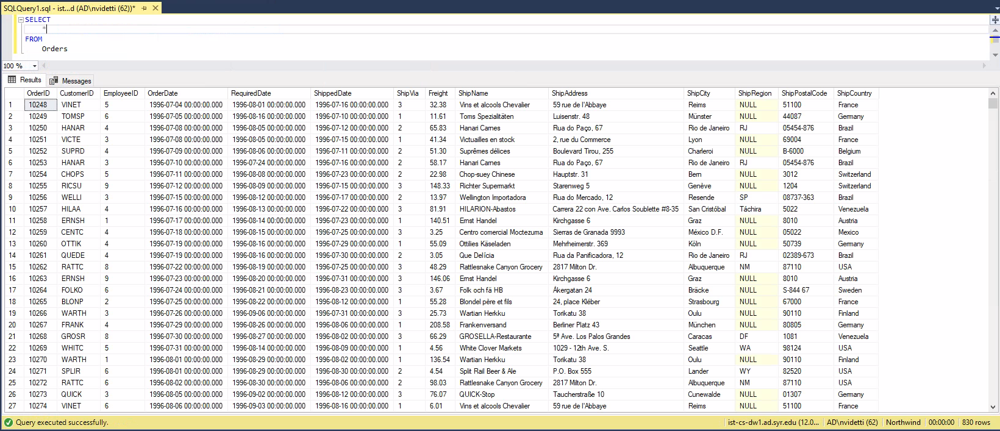 SQLQuery1.sql - ist...d (AD\nvidetti (62))*
SELECT
*
FROM
Orders
100 %
Results Messages
OrderID CustomerID EmployeeID OrderDate RequiredDate ShippedDate ShipVia Freight ShipName ShipAddress ShipCity ShipRegion ShipPostalCode ShipCountry
1 10248 VINET 5 1996-07-04 00:00:00.000 1996-08-01 00:00:00.000 1996-07-16 00:00:00.000 3 32.38 Vins et alcools Chevalier 59 rue de l'Abbaye Reims NULL 51100 France
2 10249 TOMSP 6 1996-07-05 00:00:00.000 1996-08-16 00:00:00.000 1996-07-10 00:00:00.000 1 11.61 Toms Spezialitäten Luisenstr. 48 Münster NULL 44087 Germany
3 10250 HANAR 4 1996-07-08 00:00:00.000 1996-08-05 00:00:00.000 1996-07-12 00:00:00.000 2 65.83 Hanari Carnes Rua do Paço, 67 Rio de Janeiro RJ 05454-876 Brazil
4 10251 VICTE 3 1996-07-08 00:00:00.000 1996-08-05 00:00:00.000 1996-07-15 00:00:00.000 1 41.34 Victuailles en stock 2, rue du Commerce Lyon NULL 69004 France
5 10252 SUPRD 4 1996-07-09 00:00:00.000 1996-08-06 00:00:00.000 1996-07-11 00:00:00.000 2 51.30 Suprêmes délices Boulevard Tirou, 255 Charleroi NULL B-6000 Belgium
6 10253 HANAR 3 1996-07-10 00:00:00.000 1996-07-24 00:00:00.000 1996-07-16 00:00:00.000 2 58.17 Hanari Carnes Rua do Paço, 67 Rio de Janeiro RJ 05454-876 Brazil
7 10254 CHOPS 5 1996-07-11 00:00:00.000 1996-08-08 00:00:00.000 1996-07-23 00:00:00.000 2 22.98 Chop-suey Chinese Hauptstr. 31 Bern NULL 3012 Switzerland
8 10255 RICSU 9 1996-07-12 00:00:00.000 1996-08-09 00:00:00.000 1996-07-15 00:00:00.000 3 148.33 Richter Supermarkt Starenweg 5 Genève NULL 1204 Switzerland
9 10256 WELLI 3 1996-07-15 00:00:00.000 1996-08-12 00:00:00.000 1996-07-17 00:00:00.000 2 13.97 Wellington Importadora Rua do Mercado, 12 Resende SP 08737-363 Brazil
10 10257 HILAA 4 1996-07-16 00:00:00.000 1996-08-13 00:00:00.000 1996-07-22 00:00:00.000 3 81.91 HILARION-Abastos Carrera 22 con Ave. Carlos Soublette #8-35 San Cristóbal Táchira 5022 Venezuela
11 10258 ERNSH 1 1996-07-17 00:00:00.000 1996-08-14 00:00:00.000 1996-07-23 00:00:00.000 1 140.51 Ernst Handel Kirchgasse 6 Graz NULL 8010 Austria
12 10259 CENTC 4 1996-07-18 00:00:00.000 1996-08-15 00:00:00.000 1996-07-25 00:00:00.000 3 3.25 Centro comercial Moctezuma Sierras de Granada 9993 México D.F. NULL 05022 Mexico
13 10260 OTTIK 4 1996-07-19 00:00:00.000 1996-08-16 00:00:00.000 1996-07-29 00:00:00.000 1 55.09 Ottilies Käseladen Mehrheimerstr. 369 Köln NULL 50739 Germany
14 10261 QUEDE 4 1996-07-19 00:00:00.000 1996-08-16 00:00:00.000 1996-07-30 00:00:00.000 2 3.05 Que Delícia Rua da Panificadora, 12 Rio de Janeiro RJ 02389-673 Brazil
15 10262 RATTC 8 1996-07-22 00:00:00.000 1996-08-19 00:00:00.000 1996-07-25 00:00:00.000 3 48.29 Rattlesnake Canyon Grocery 2817 Milton Dr. Albuquerque NM 87110 USA
16 10263 ERNSH 9 1996-07-23 00:00:00.000 1996-08-20 00:00:00.000 1996-07-31 00:00:00.000 3 146.06 Ernst Handel Kirchgasse 6 Graz NULL 8010 Austria
17 10264 FOLKO 6 1996-07-24 00:00:00.000 1996-08-21 00:00:00.000 1996-08-23 00:00:00.000 3 3.67 Folk och fä HB Åkergatan 24 Bräcke NULL S-844 67 Sweden
18 10265 BLONP 2 1996-07-25 00:00:00.000 1996-08-22 00:00:00.000 1996-08-12 00:00:00.000 1 55.28 Blondel père et fils 24, place Kléber Strasbourg NULL 67000 France
19 10266 WARTH 3 1996-07-26 00:00:00.000 1996-09-06 00:00:00.000 1996-07-31 00:00:00.000 3 25.73 Wartian Herkku Torikatu 38 Oulu NULL 90110 Finland
20 10267 FRANK 4 1996-07-29 00:00:00.000 1996-08-26 00:00:00.000 1996-08-06 00:00:00.000 1 208.58 Frankenversand Berliner Platz 43 München NULL 80805 Germany
21 10268 GROSR 8 1996-07-30 00:00:00.000 1996-08-27 00:00:00.000 1996-08-02 00:00:00.000 3 66.29 GROSELLA-Restaurante 5ª Ave. Los Palos Grandes Caracas DF 1081 Venezuela
22 10269 WHITC 5 1996-07-31 00:00:00.000 1996-08-14 00:00:00.000 1996-08-09 00:00:00.000 1 4.56 White Clover Markets 1029 - 12th Ave. S. Seattle WA 98124 USA
23 10270 WARTH 1 1996-08-01 00:00:00.000 1996-08-29 00:00:00.000 1996-08-02 00:00:00.000 1 136.54 Wartian Herkku Torikatu 38 Oulu NULL 90110 Finland
24 10271 SPLIR 6 1996-08-01 00:00:00.000 1996-08-29 00:00:00.000 1996-08-30 00:00:00.000 2 4.54 Split Rail Beer & Ale P.O. Box 555 Lander WY 82520 USA
25 10272 RATTC 6 1996-08-02 00:00:00.000 1996-08-30 00:00:00.000 1996-08-06 00:00:00.000 2 98.03 Rattlesnake Canyon Grocery 2817 Milton Dr. Albuquerque NM 87110 USA
26 10273 QUICK 3 1996-08-05 00:00:00.000 1996-09-02 00:00:00.000 1996-08-12 00:00:00.000 3 76.07 QUICK-Stop Taucherstraße 10 Cunewalde NULL 01307 Germany
27 10274 VINET 6 1996-08-06 00:00:00.000 1996-09-03 00:00:00.000 1996-08-16 00:00:00.000 1 6.01 Vins et alcools Chevalier 59 rue de l'Abbaye Reims NULL 51100 France
Query executed successfully. ist-cs-dw1.ad.syr.edu (12.0... AD\nvidetti (62) Northwind 00:00:00 830 rows